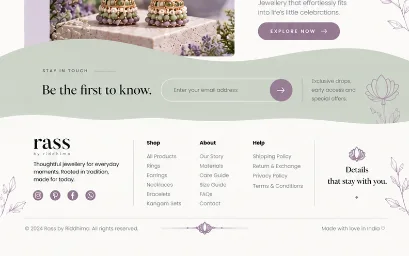 Jewellery that effortlessly fits
into life's little celebrations.
EXPLORE NOW
STAY IN TOUCH
Be the first to know.
Enter your email address
Exclusive drops,
early access and
special offers.
rass
by riddhima
Thoughtful jewellery for everyday
moments. Rooted in tradition,
made for today.
Shop
All Products
Rings
Earrings
Necklaces
Bracelets
Kangan Sets
About
Our Story
Materials
Care Guide
Size Guide
FAQs
Contact
Help
Shipping Policy
Return & Exchange
Privacy Policy
Terms & Conditions
Details
that stay with you.
© 2024 Rass by Riddhima. All rights reserved.
Made with love in India